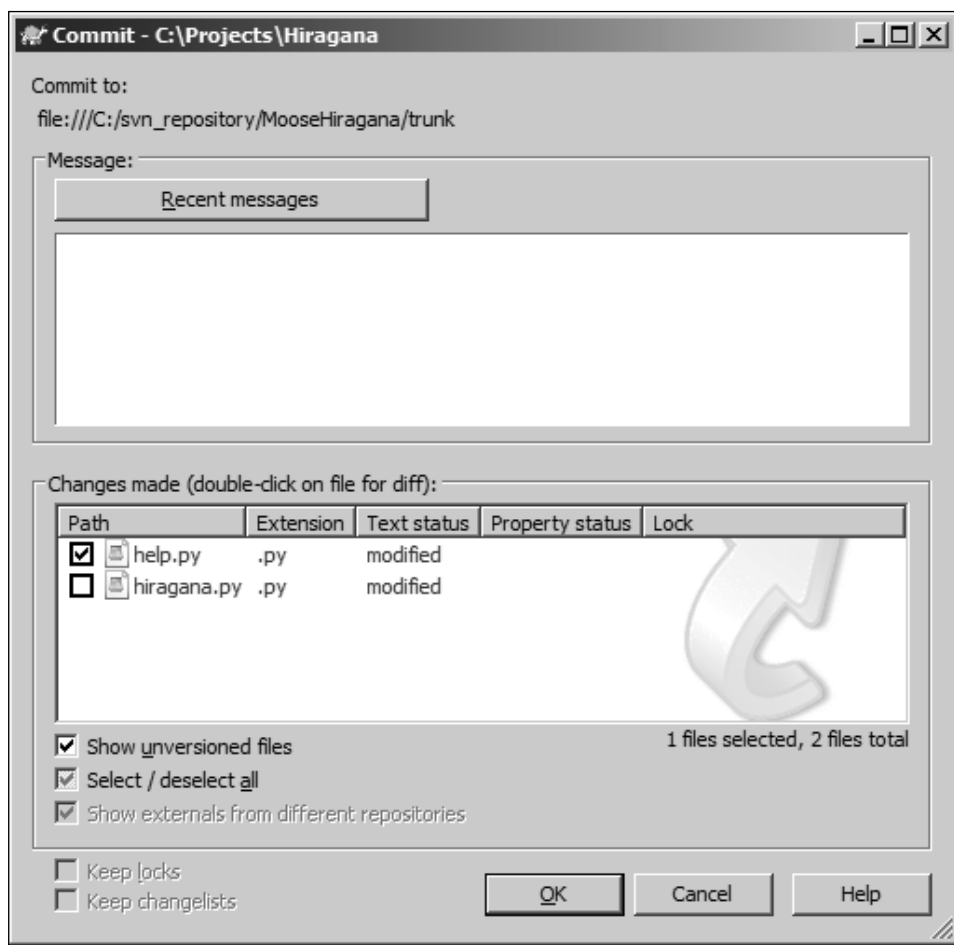 Commit - C:\Projects\Hiragana
Commit to:
file:///C:/svn_repository/MooseHiragana/trunk
Message:
Recent messages
Changes made (double-click on file for diff):
Path Extension Text status Property status Lock
help.py .py modified
hiragana.py .py modified
1 files selected, 2 files total
Show unversioned files
Select / deselect all
Show externals from different repositories
Keep locks
Keep changelists
OK Cancel Help